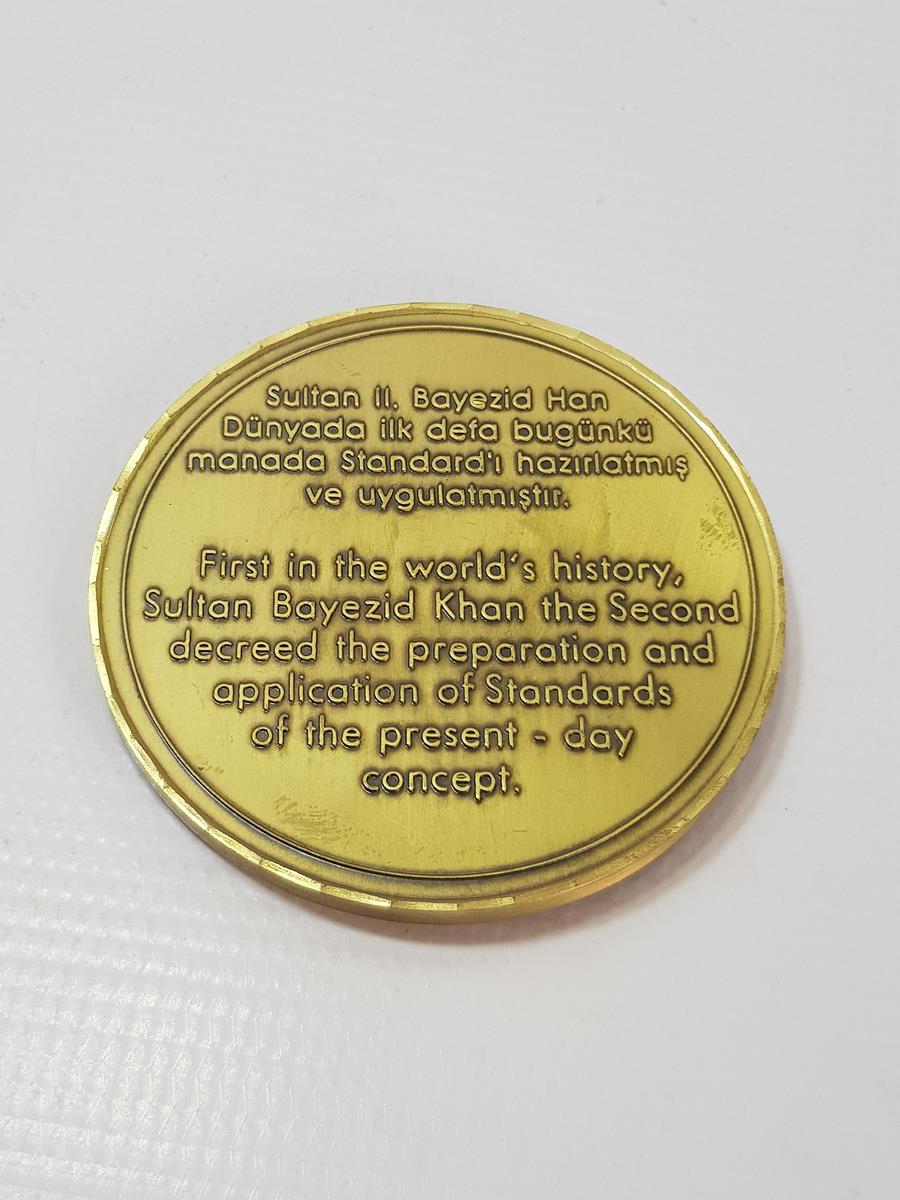 Sultan II. Bayezid Han
Dünyada ilk defa bugünkü
manada Standard'ı hazırlatmış
ve uygulatmıştır.
First in the world's history,
Sultan Bayezid Khan the Second
decreed the preparation and
application of Standards
of the present - day
concept.